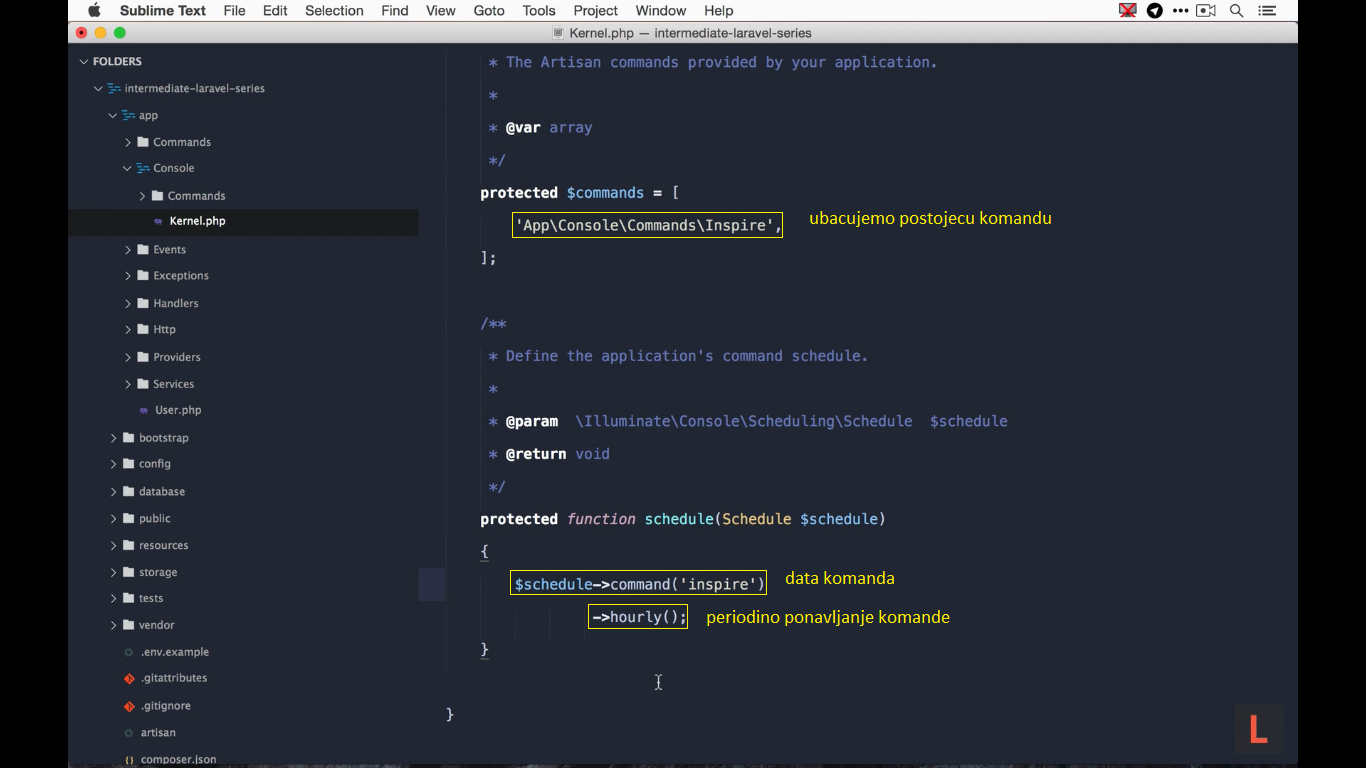 Sublime Text File Edit Selection Find View Goto Tools Project Window Help
Kernel.php — intermediate-laravel-series
FOLDERS
intermediate-laravel-series
app
Commands
Console
Commands
Kernel.php
Events
Exceptions
Handlers
Http
Providers
Services
User.php
bootstrap
config
database
public
resources
storage
tests
vendor
.env.example
.gitattributes
.gitignore
artisan
composer.json
* The Artisan commands provided by your application.
*
* @var array
*/
protected $commands = [
'App\Console\Commands\Inspire', ubacujemo postojecu komandu
];
/**
* Define the application's command schedule.
*
* @param \Illuminate\Console\Scheduling\Schedule $schedule
* @return void
*/
protected function schedule(Schedule $schedule)
{
$schedule->command('inspire') data komanda
->hourly(); periodino ponavljanje komande
}
}
L